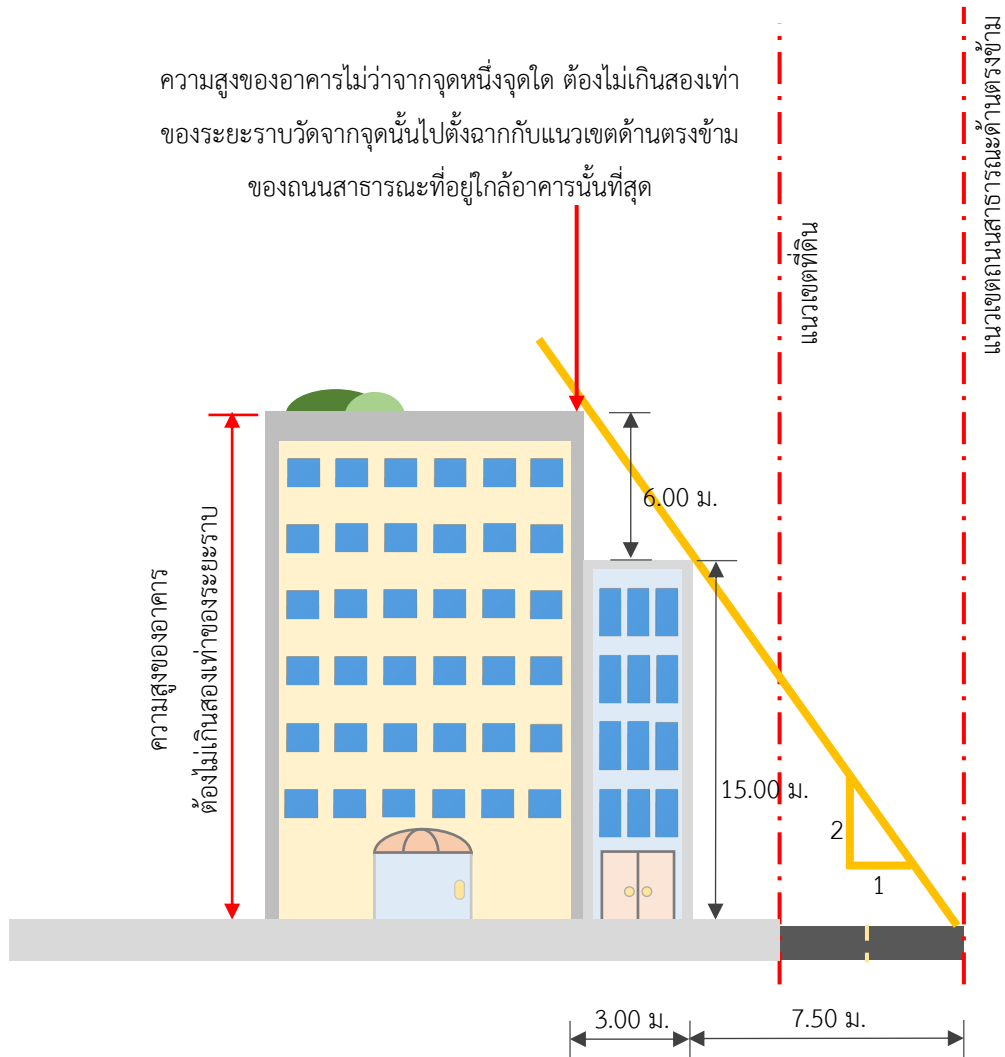 ความสูงของอาคารไม่ว่าจากจุดหนึ่งจุดใด ต้องไม่เกินสองเท่า
ของระยะราบวัดจากจุดนั้นไปตั้งฉากกับแนวเขตด้านตรงข้าม
ของถนนสาธารณะที่อยู่ใกล้อาคารนั้นที่สุด
แนวเขตที่ดิน
แนวเขตถนนสาธารณะด้านตรงข้าม
6.00 ม.
ความสูงของอาคาร
ต้องไม่เกินสองเท่าของระยะราบ
15.00 ม.
2
1
3.00 ม.
7.50 ม.